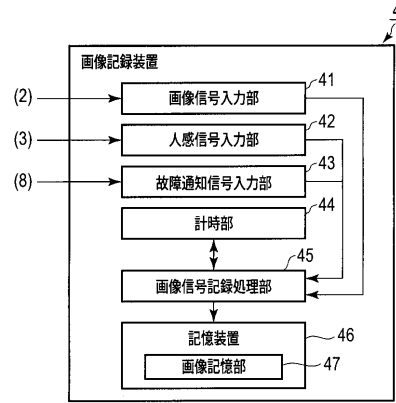 4
画像記録装置
(2) 画像信号入力部 41
(3) 人感信号入力部 42
(8) 故障通知信号入力部 43
計時部 44
画像信号記録処理部 45
記憶装置 46
画像記憶部 47